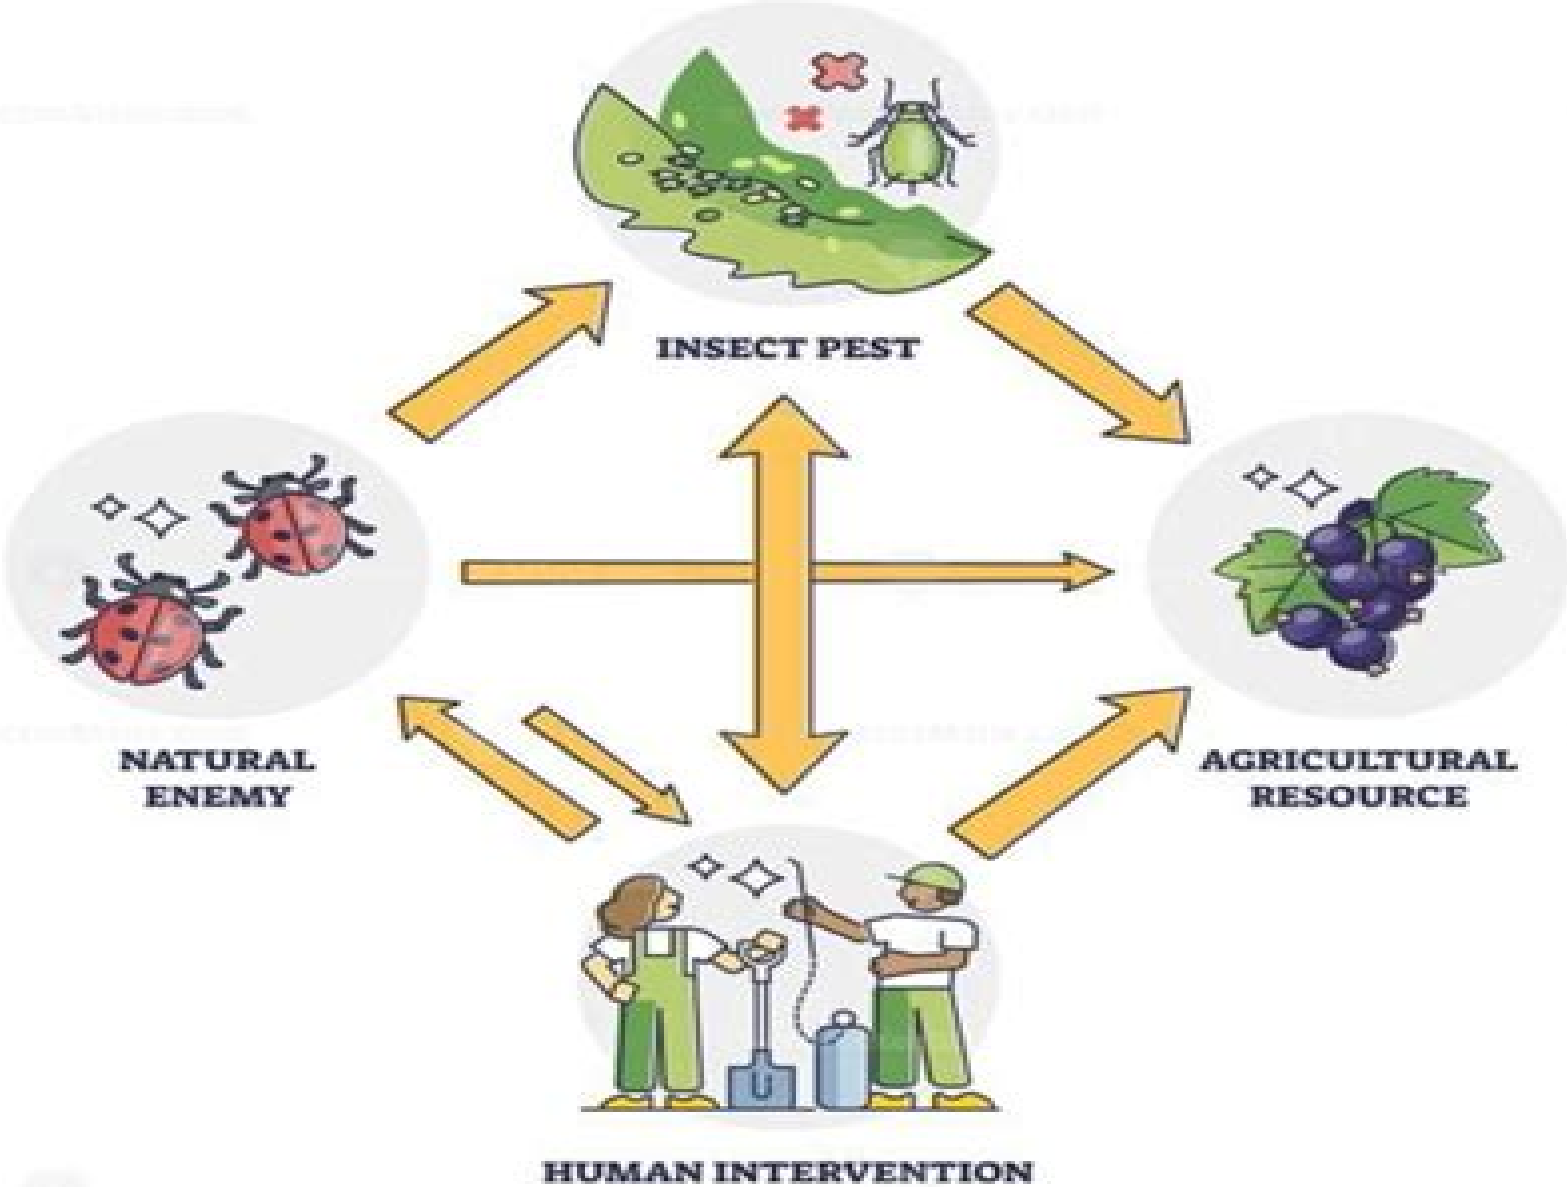 INSECT PEST
NATURAL
ENEMY
AGRICULTURAL
RESOURCE
HUMAN INTERVENTION